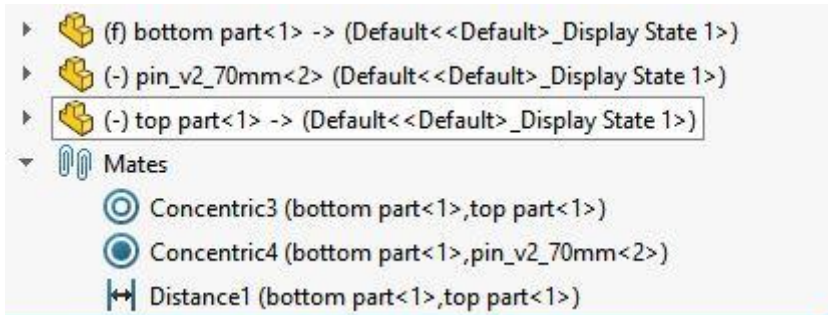 (f) bottom part<1> -> (Default<<Default>_Display State 1>)
(-) pin_v2_70mm<2> (Default<<Default>_Display State 1>)
(-) top part<1> -> (Default<<Default>_Display State 1>)
Mates
Concentric3 (bottom part<1>,top part<1>)
Concentric4 (bottom part<1>,pin_v2_70mm<2>)
Distance1 (bottom part<1>,top part<1>)